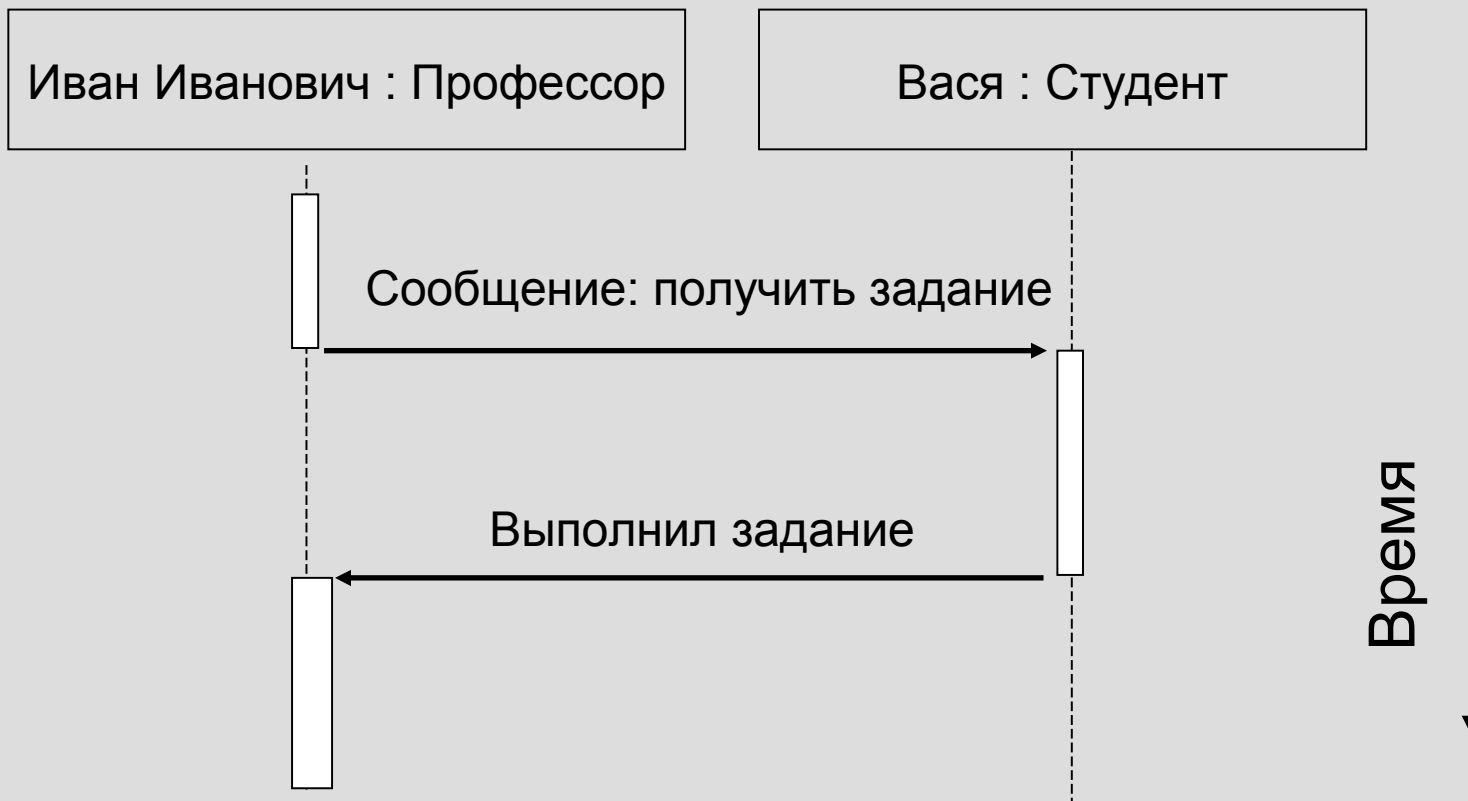 Иван Иванович : Профессор
Вася : Студент
Сообщение: получить задание
Выполнил задание
Время